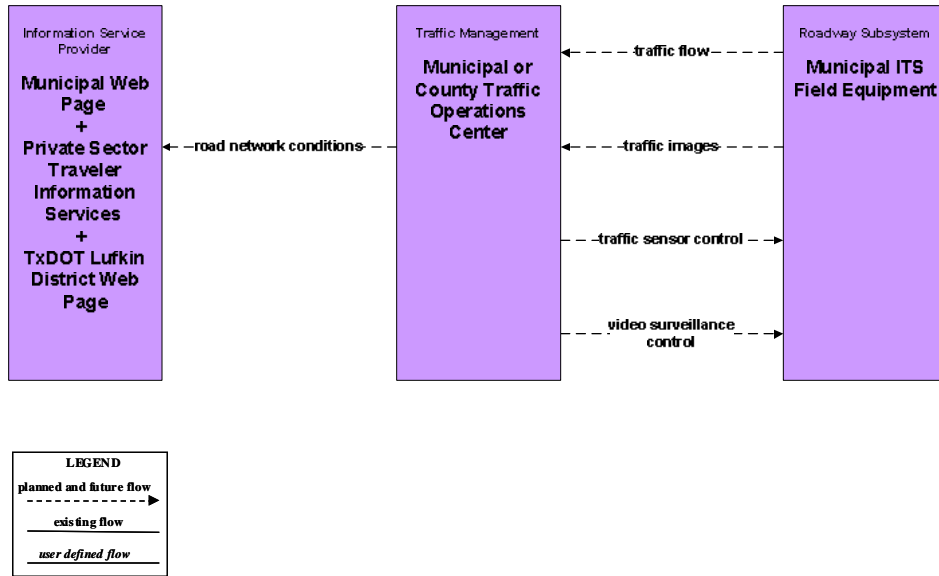 Information Service
Provider
Municipal Web
Page
+
Private Sector
Traveler
Information
Services
+
TxDOT Lufkin
District Web
Page
road network conditions
Traffic Management
Municipal or
County Traffic
Operations
Center
traffic flow
traffic images
traffic sensor control
video surveillance
control
Roadway Subsystem
Municipal ITS
Field Equipment
LEGEND
planned and future flow
existing flow
user defined flow